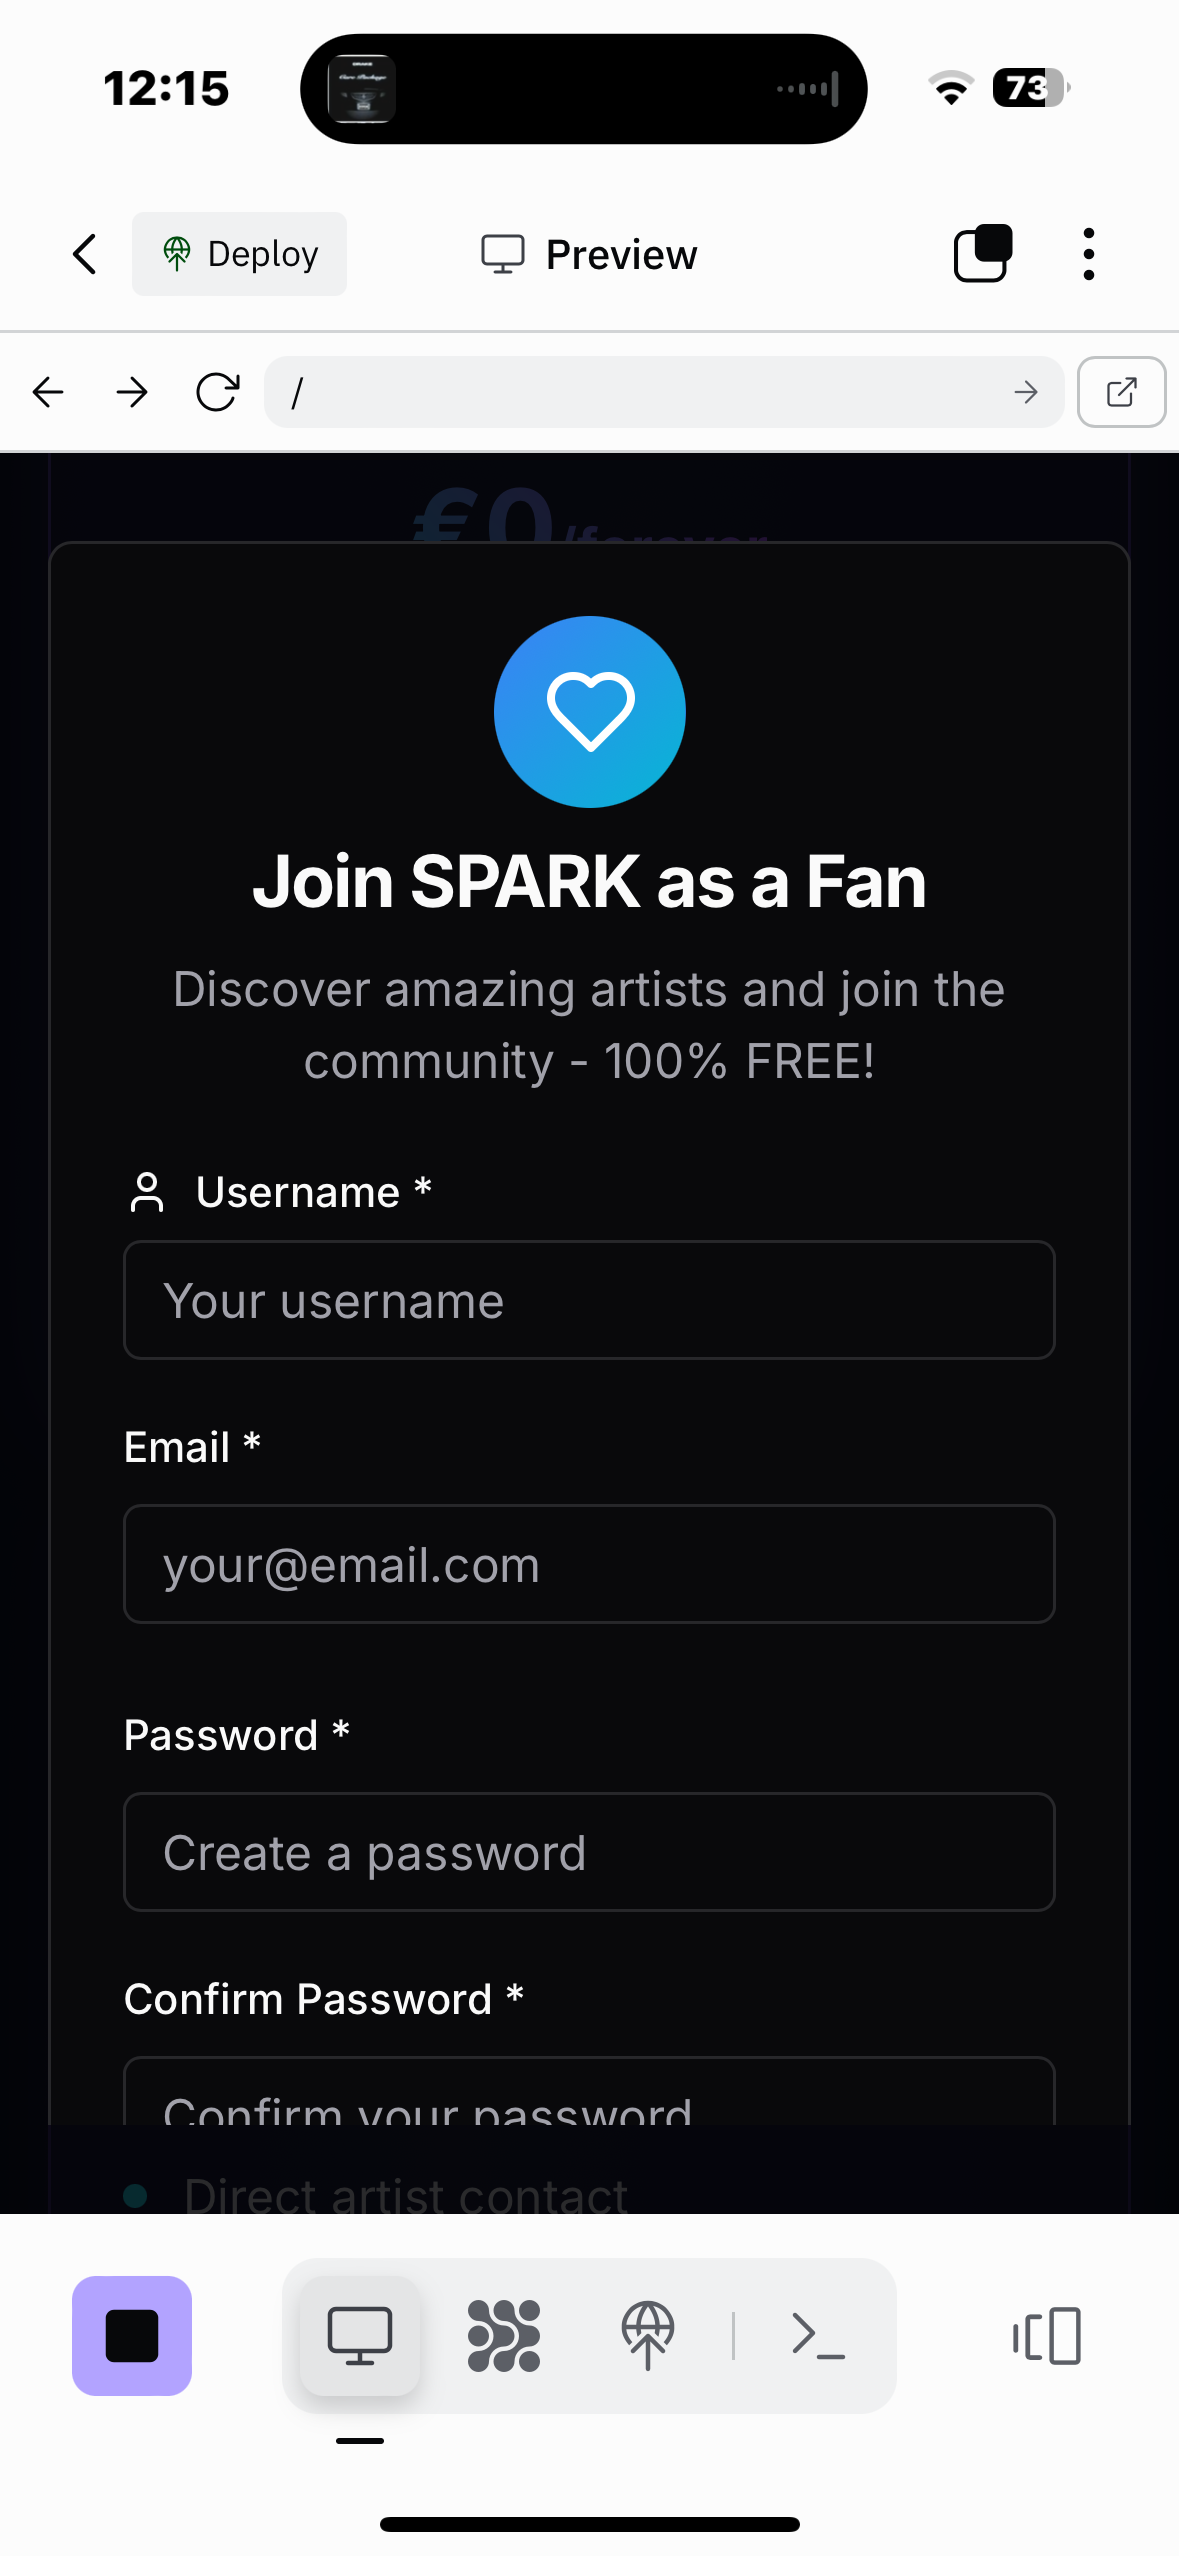 12:15
73
Deploy
Preview
/
€0/forever
Join SPARK as a Fan
Discover amazing artists and join the
community - 100% FREE!
Username *
Your username
Email *
your@email.com
Password *
Create a password
Confirm Password *
Confirm your password
Direct artist contact